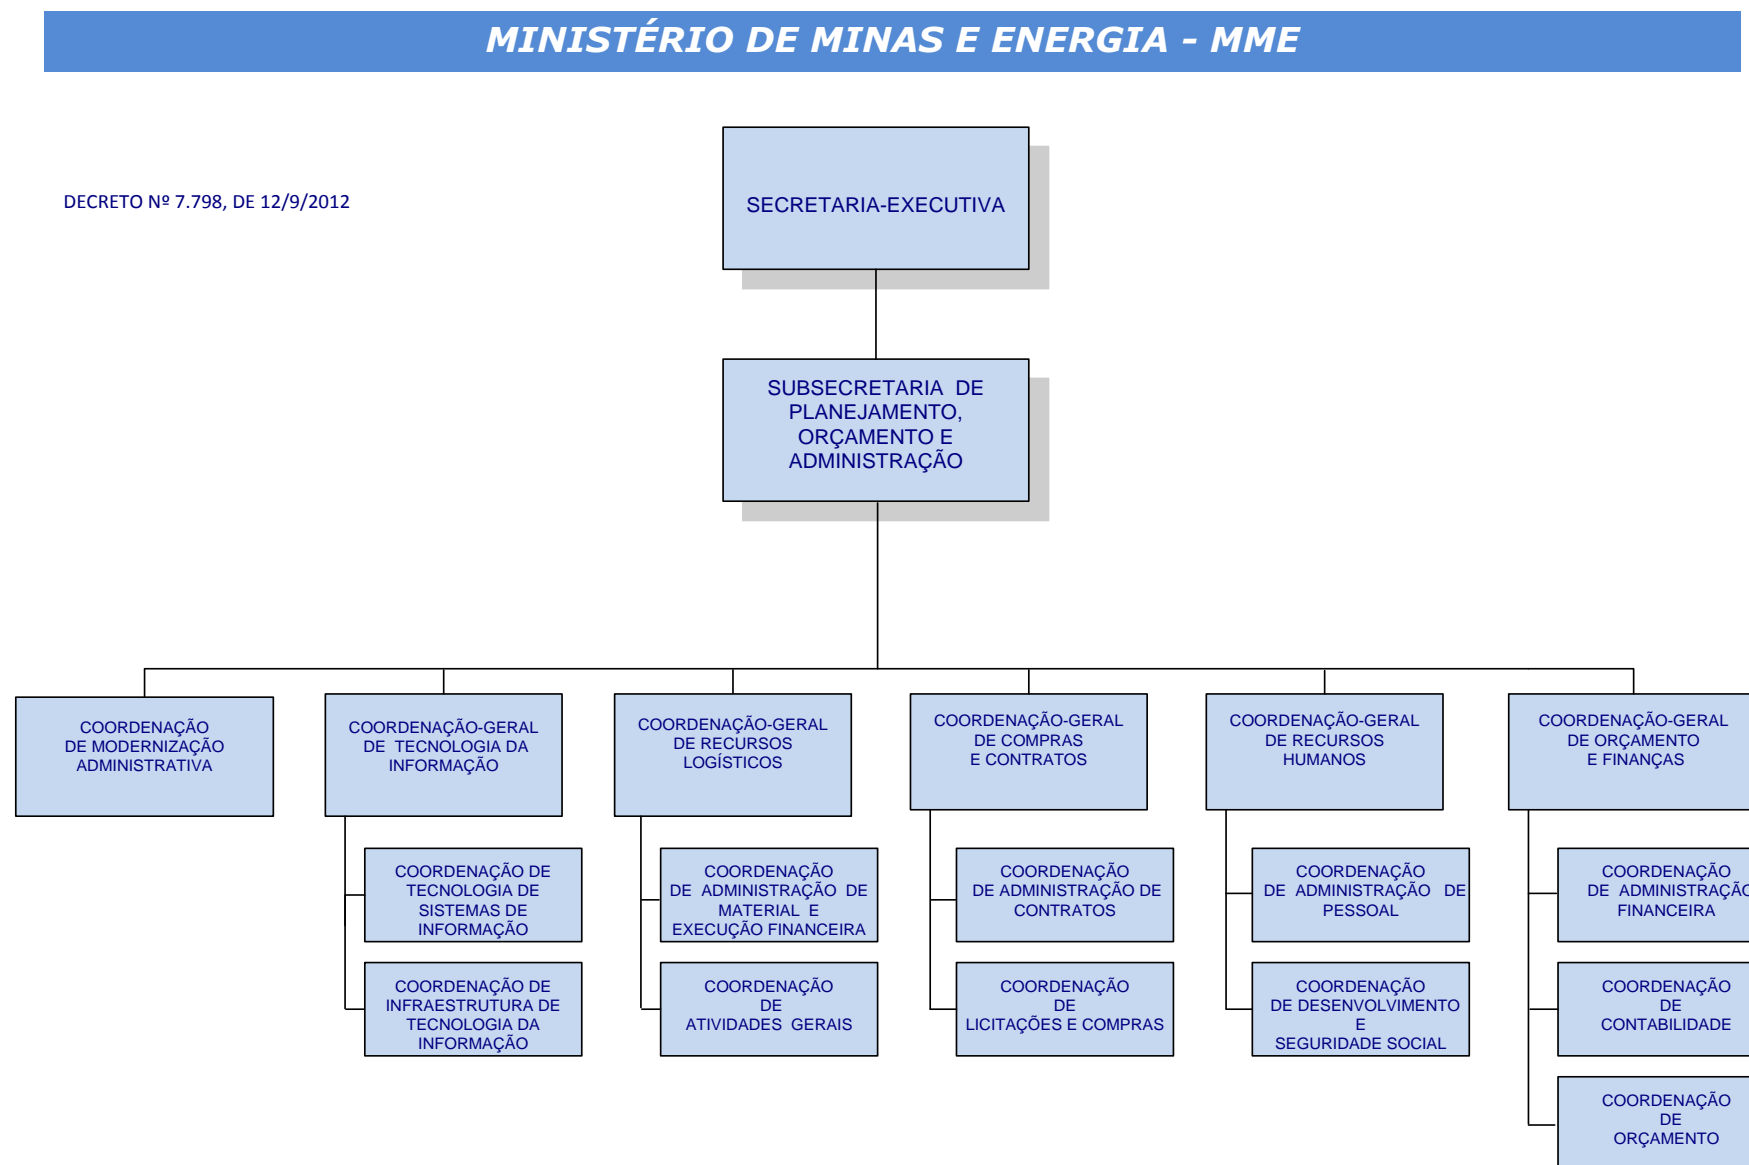 MINISTÉRIO DE MINAS E ENERGIA - MME
DECRETO Nº 7.798, DE 12/9/2012
SECRETARIA-EXECUTIVA
SUBSECRETARIA DE
PLANEJAMENTO,
ORÇAMENTO E
ADMINISTRAÇÃO
COORDENAÇÃO
DE MODERNIZAÇÃO
ADMINISTRATIVA
COORDENAÇÃO-GERAL
DE TECNOLOGIA DA
INFORMAÇÃO
COORDENAÇÃO-GERAL
DE RECURSOS
LOGÍSTICOS
COORDENAÇÃO-GERAL
DE COMPRAS
E CONTRATOS
COORDENAÇÃO-GERAL
DE RECURSOS
HUMANOS
COORDENAÇÃO-GERAL
DE ORÇAMENTO
E FINANÇAS
COORDENAÇÃO DE
TECNOLOGIA DE
SISTEMAS DE
INFORMAÇÃO
COORDENAÇÃO
DE ADMINISTRAÇÃO DE
MATERIAL E
EXECUÇÃO FINANCEIRA
COORDENAÇÃO
DE ADMINISTRAÇÃO DE
CONTRATOS
COORDENAÇÃO
DE ADMINISTRAÇÃO DE
PESSOAL
COORDENAÇÃO
DE ADMINISTRAÇÃO
FINANCEIRA
COORDENAÇÃO DE
INFRAESTRUTURA DE
TECNOLOGIA DA
INFORMAÇÃO
COORDENAÇÃO
DE
ATIVIDADES GERAIS
COORDENAÇÃO
DE
LICITAÇÕES E COMPRAS
COORDENAÇÃO
DE DESENVOLVIMENTO
E
SEGURIDADE SOCIAL
COORDENAÇÃO
DE
CONTABILIDADE
COORDENAÇÃO
DE
ORÇAMENTO